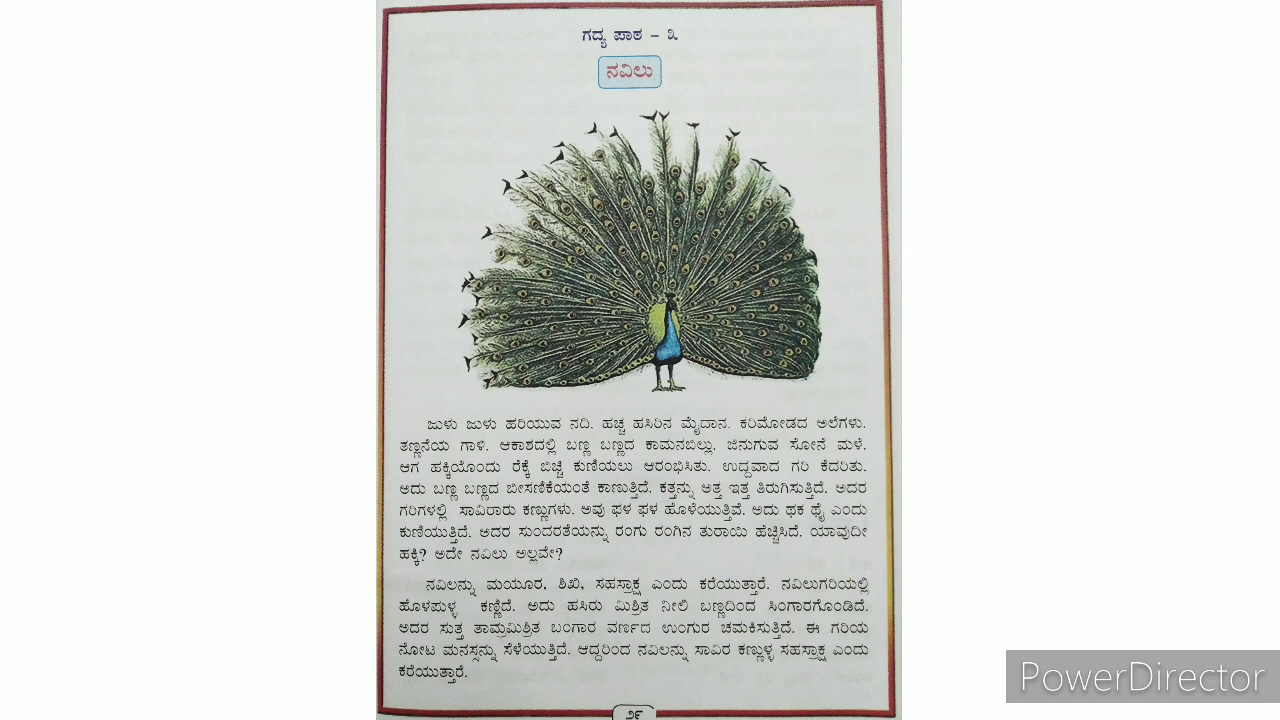 ಗದ್ಯ ಪಾಠ – ೩
ನವಿಲು
ಜುಳು ಜುಳು ಹರಿಯುವ ನದಿ. ಹಚ್ಚ ಹಸಿರಿನ ಮೈದಾನ. ಕರಿಮೋಡದ ಅಲೆಗಳು.
ತಣ್ಣನೆಯ ಗಾಳಿ. ಆಕಾಶದಲ್ಲಿ ಬಣ್ಣ ಬಣ್ಣದ ಕಾಮನಬಿಲ್ಲು. ಜಿನುಗುವ ಸೋನೆ ಮಳೆ.
ಆಗ ಹಕ್ಕಿಯೊಂದು ರೆಕ್ಕೆ ಬಿಚ್ಚಿ ಕುಣಿಯಲು ಆರಂಭಿಸಿತು. ಉದ್ದವಾದ ಗರಿ ಕೆದರಿತು.
ಅದು ಬಣ್ಣ ಬಣ್ಣದ ಬೀಸಣಿಕೆಯಂತೆ ಕಾಣುತ್ತಿದೆ. ಕತ್ತನ್ನು ಅತ್ತ ಇತ್ತ ತಿರುಗಿಸುತ್ತಿದೆ. ಅದರ
ಗರಿಗಳಲ್ಲಿ ಸಾವಿರಾರು ಕಣ್ಣುಗಳು. ಅವು ಫಳ ಫಳ ಹೊಳೆಯುತ್ತಿವೆ. ಅದು ಥಕ ಥೈ ಎಂದು
ಕುಣಿಯುತ್ತಿದೆ. ಅದರ ಸುಂದರತೆಯನ್ನು ರಂಗು ರಂಗಿನ ತುರಾಯಿ ಹೆಚ್ಚಿಸಿದೆ. ಯಾವುದೀ
ಹಕ್ಕಿ? ಅದೇ ನವಿಲು ಅಲ್ಲವೇ?
ನವಿಲನ್ನು ಮಯೂರ, ಶಿಖಿ, ಸಹಸ್ರಾಕ್ಷ ಎಂದು ಕರೆಯುತ್ತಾರೆ. ನವಿಲುಗರಿಯಲ್ಲಿ
ಹೊಳಪುಳ್ಳ ಕಣ್ಣಿದೆ. ಅದು ಹಸಿರು ಮಿಶ್ರಿತ ನೀಲಿ ಬಣ್ಣದಿಂದ ಸಿಂಗಾರಗೊಂಡಿದೆ.
ಅದರ ಸುತ್ತ ತಾಮ್ರಮಿಶ್ರಿತ ಬಂಗಾರ ವರ್ಣದ ಉಂಗುರ ಚಮಕಿಸುತ್ತಿದೆ. ಈ ಗರಿಯ
ನೋಟ ಮನಸ್ಸನ್ನು ಸೆಳೆಯುತ್ತಿದೆ. ಆದ್ದರಿಂದ ನವಿಲನ್ನು ಸಾವಿರ ಕಣ್ಣುಳ್ಳ ಸಹಸ್ರಾಕ್ಷ ಎಂದು
ಕರೆಯುತ್ತಾರೆ.
೨೯
PowerDirector